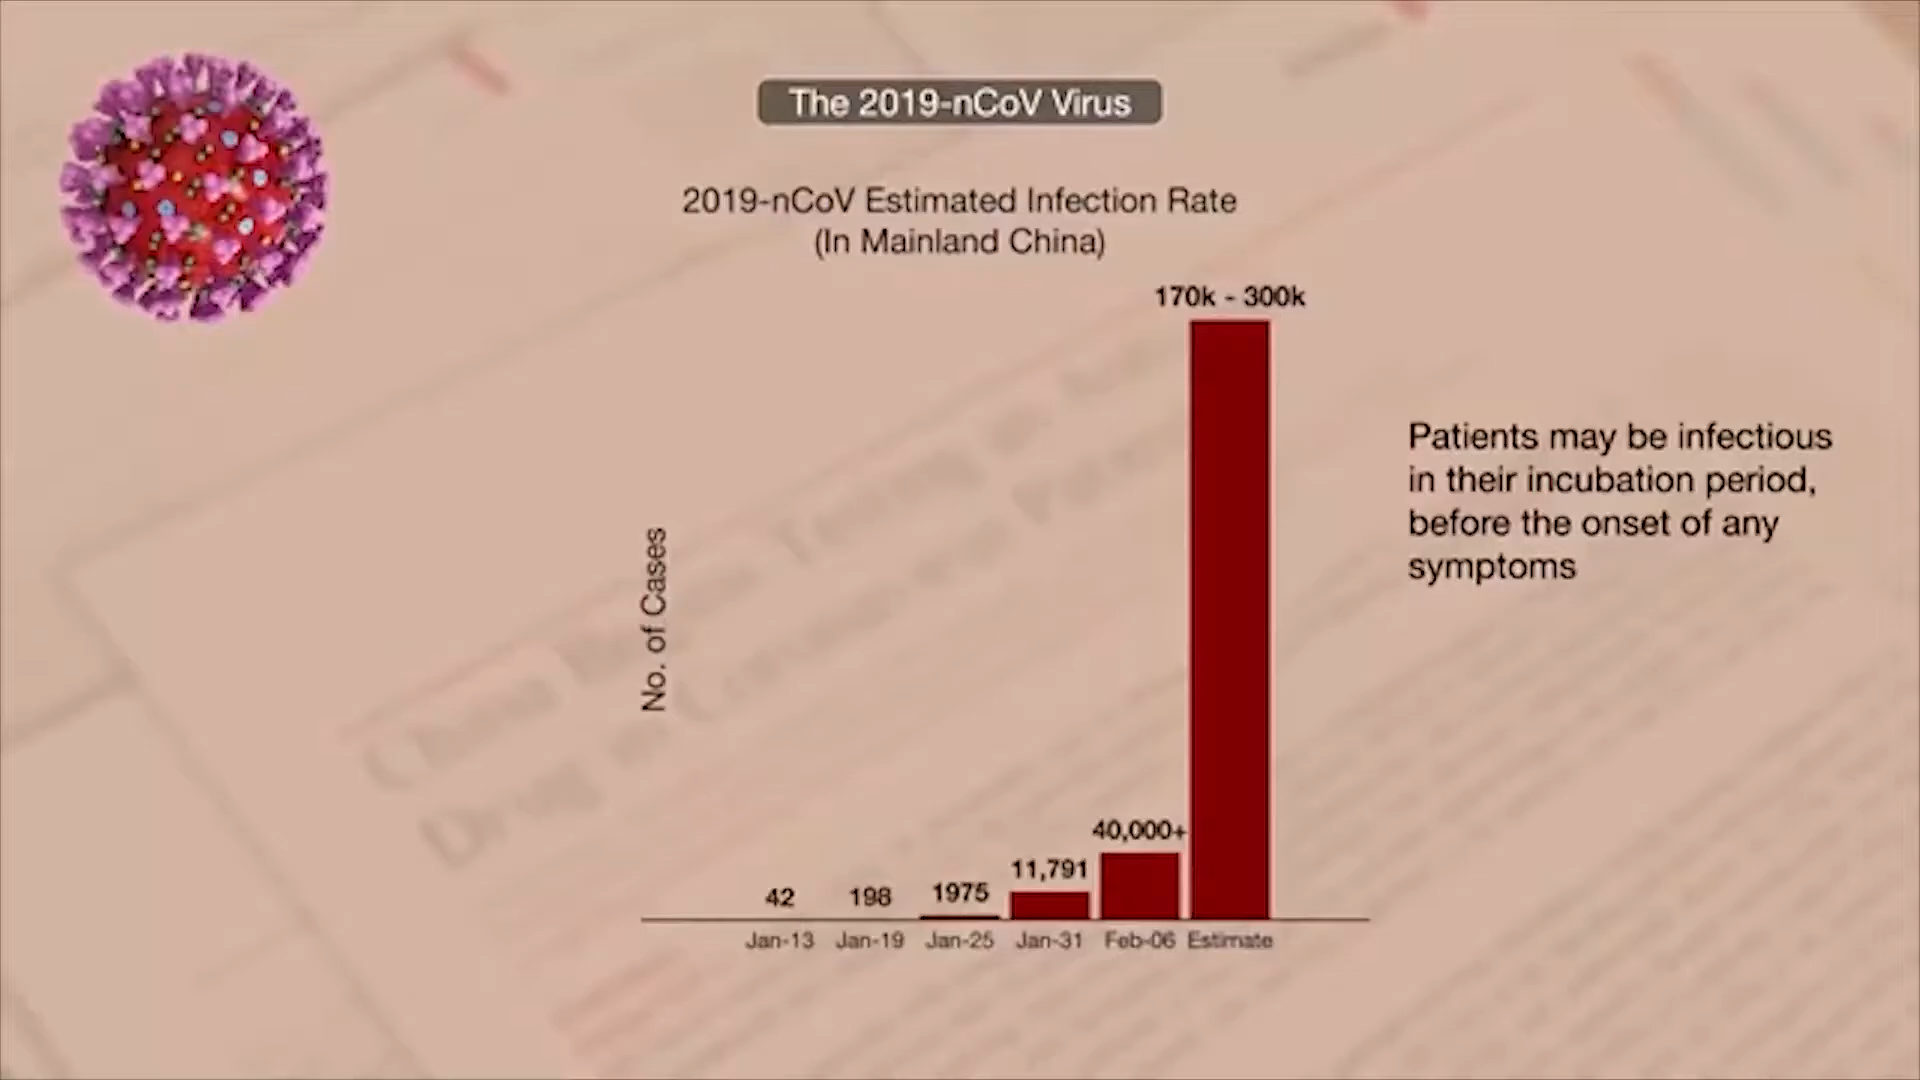 The 2019-nCoV Virus
2019-nCoV Estimated Infection Rate
(In Mainland China)
170k - 300k
Patients may be infectious
in their incubation period,
before the onset of any
symptoms
No. of Cases
40,000+
11,791
1975
198
42
Jan-13 Jan-19 Jan-25 Jan-31 Feb-06 Estimate